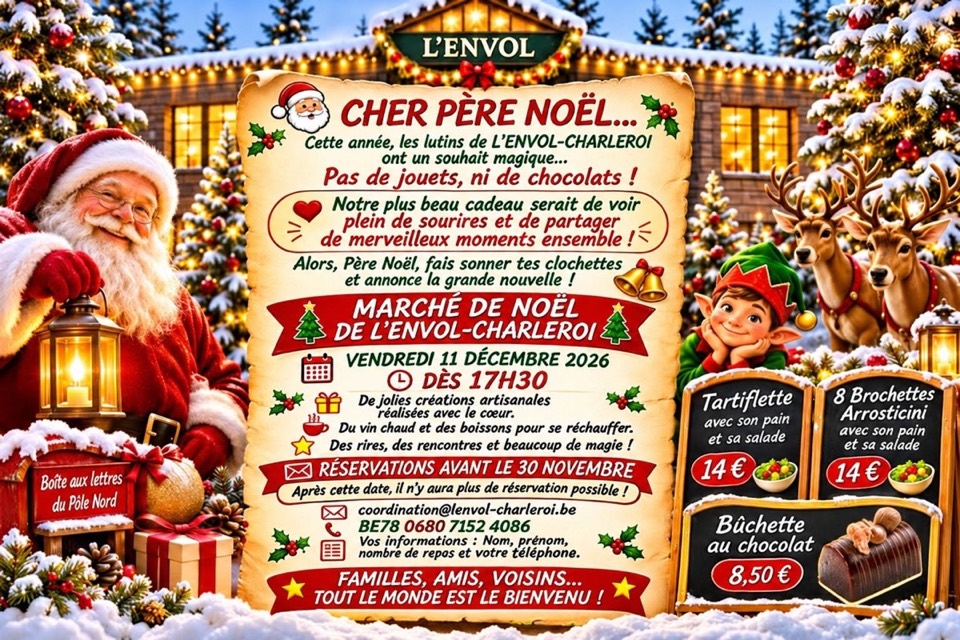 L'ENVOL
CHER PÈRE NOËL...
Cette année, les lutins de L'ENVOL-CHARLEROI
ont un souhait magique...
Pas de jouets, ni de chocolats !
Notre plus beau cadeau serait de voir
plein de sourires et de partager
de merveilleux moments ensemble !
Alors, Père Noël, fais sonner tes clochettes
et annonce la grande nouvelle !
MARCHÉ DE NOËL
DE L'ENVOL-CHARLEROI
VENDREDI 11 DÉCEMBRE 2026
DÈS 17H30
De jolies créations artisanales
réalisées avec le cœur.
Du vin chaud et des boissons pour se réchauffer.
Des rires, des rencontres et beaucoup de magie !
RÉSERVATIONS AVANT LE 30 NOVEMBRE
Après cette date, il n'y aura plus de réservation possible !
coordination@lenvol-charleroi.be
BE78 0680 7152 4086
Vos informations : Nom, prénom,
nombre de repas et votre téléphone.
FAMILLES, AMIS, VOISINS...
TOUT LE MONDE EST LE BIENVENU !
Boîte aux lettres
du Pôle Nord
Tartiflette
avec son pain
et sa salade
14 €
8 Brochettes
Arrosticini
avec son pain
et sa salade
14 €
Bûchette
au chocolat
8,50 €